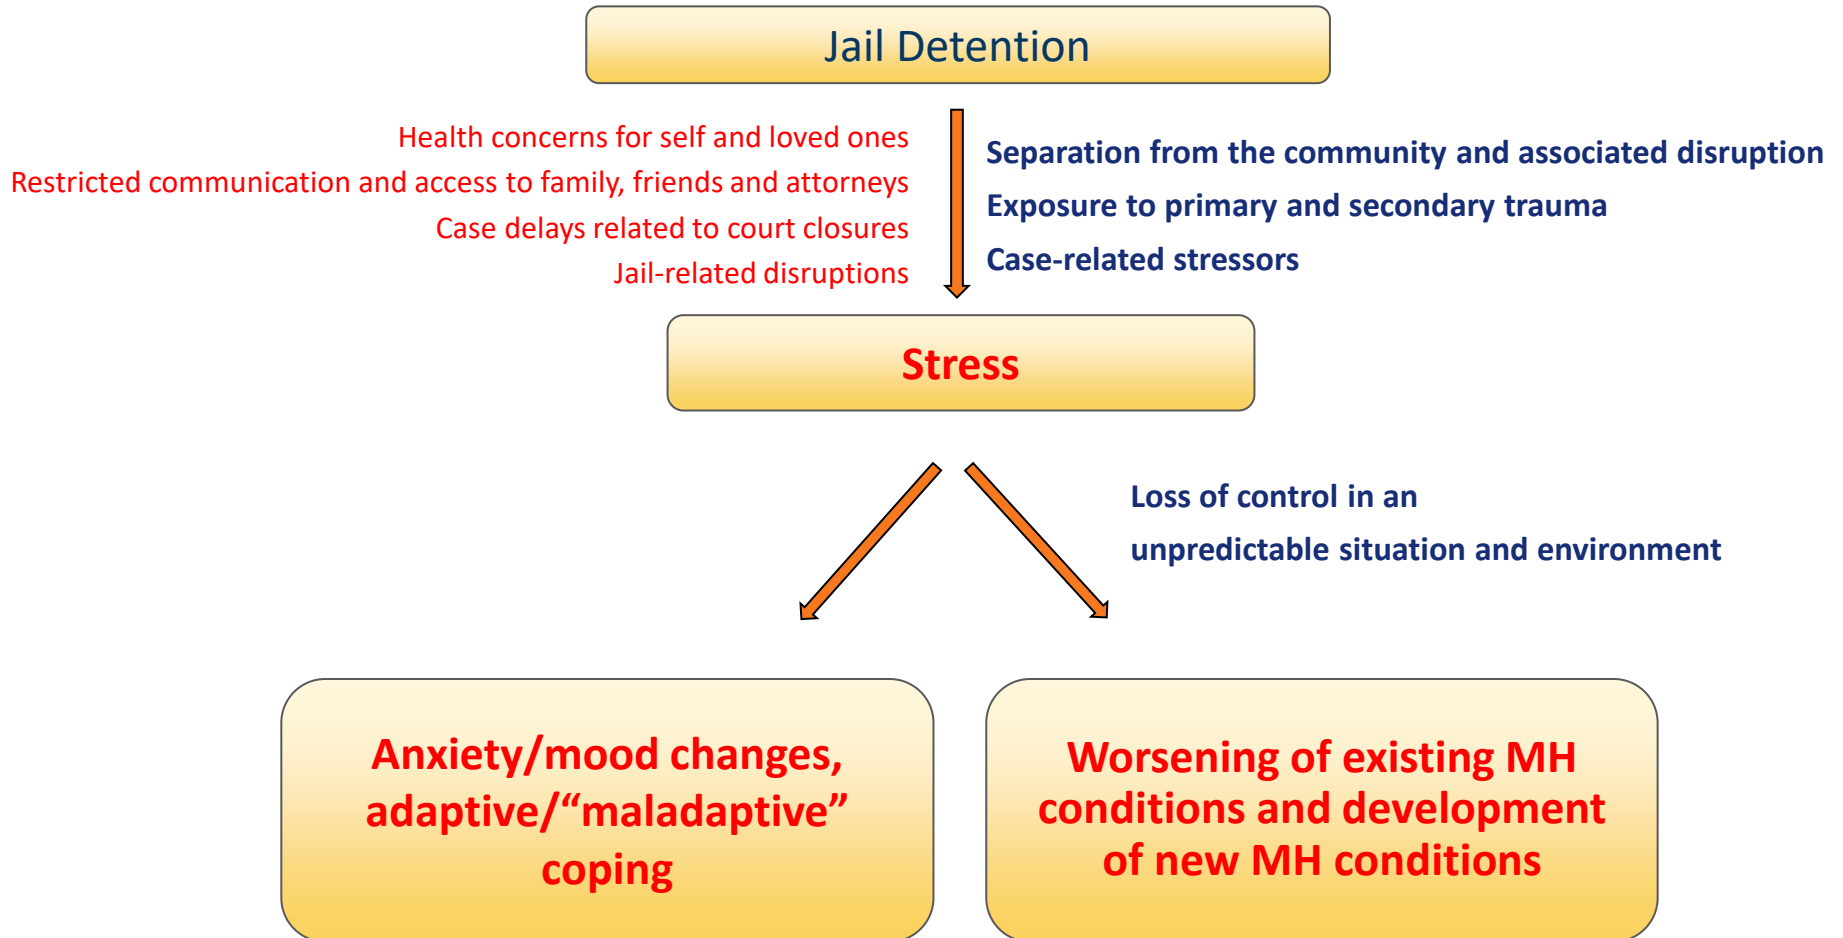 Jail Detention
Health concerns for self and loved ones
Restricted communication and access to family, friends and attorneys
Case delays related to court closures
Jail-related disruptions
Separation from the community and associated disruption
Exposure to primary and secondary trauma
Case-related stressors
Stress
Loss of control in an
unpredictable situation and environment
Anxiety/mood changes,
adaptive/“maladaptive”
coping
Worsening of existing MH
conditions and development
of new MH conditions